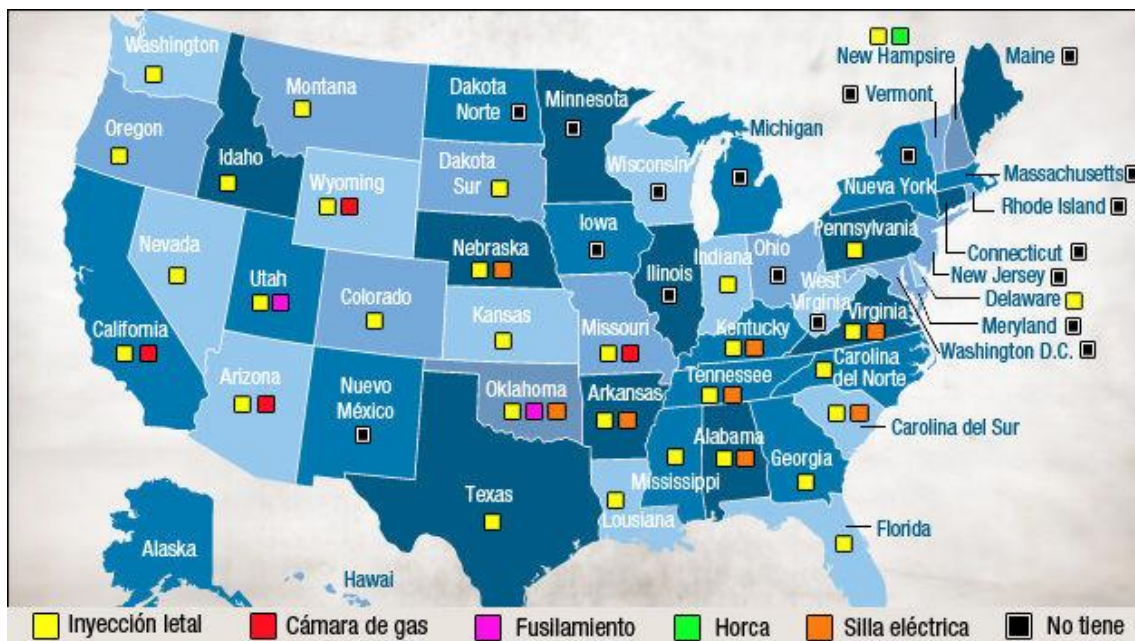 Washington
Montana
Dakota
Norte
Minnesota
New Hampsire
Maine
Vermont
Oregon
Idaho
Wyoming
Dakota
Sur
Wisconsin
Michigan
Nueva York
Massachusetts
Rhode Island
Nevada
Utah
Colorado
Nebraska
Iowa
Illinois
Indiana
Ohio
Pennsylvania
Connecticut
New Jersey
Delaware
Meryland
Washington D.C.
West
Virginia
Virginia
California
Arizona
Nuevo
México
Kansas
Missouri
Kentucky
Carolina
del Norte
Tennessee
Oklahoma
Arkansas
Carolina del Sur
Alabama
Georgia
Mississippi
Texas
Lousiana
Florida
Alaska
Hawai
Inyección letal
Cámara de gas
Fusilamiento
Horca
Silla eléctrica
No tiene